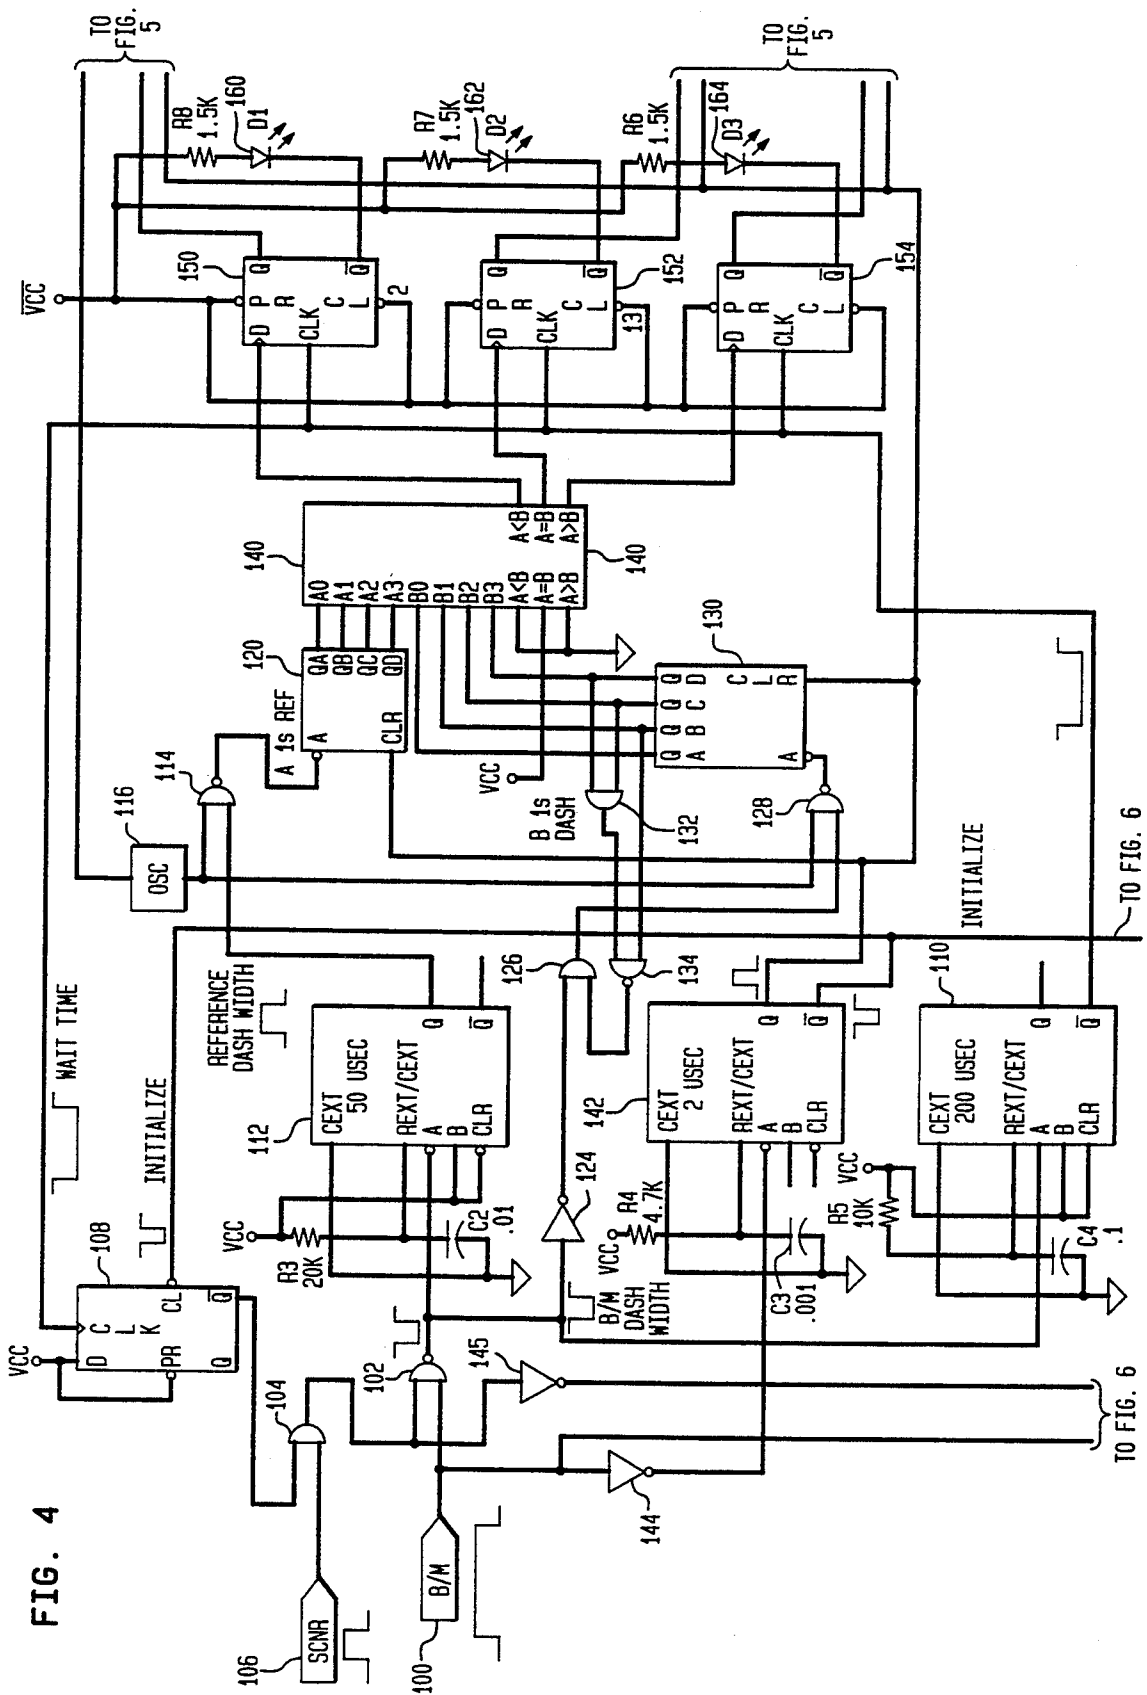 FIG. 4
106
SCNR
100
B/M
104
VCC
D
C
L
K
PR
CL
Q
Q̅
108
WAIT TIME
INITIALIZE
102
145
144
B/M
DASH
WIDTH
124
VCC
R3
20K
C2
.01
112
CEXT
50 USEC
REXT/CEXT
A
B
C̅L̅R̅
Q
Q̅
REFERENCE
DASH WIDTH
VCC
R4
4.7K
C3
.001
142
CEXT
2 USEC
REXT/CEXT
A
B
C̅L̅R̅
Q
Q̅
VCC
R5
10K
C4
.1
110
CEXT
200 USEC
REXT/CEXT
A
B
CLR
Q
Q̅
INITIALIZE
TO FIG. 6
TO FIG. 6
116
OSC
114
A 1s REF
120
A
CLR
QA
QB
QC
QD
126
134
132
B 1s
DASH
VCC
128
130
A
Q A
Q B
Q C
Q D
C
L
R
140
A0
A1
A2
A3
B0
B1
B2
B3
A<B
A=B
A>B
A<B
A=B
A>B
140
V̅C̅C̅
150
D
P
R
CLK
C
L
Q
Q̅
2
152
D
P
R
CLK
C
L
Q
Q̅
13
154
D
P
R
CLK
C
L
Q
Q̅
R8
1.5K
160
D1
R7
1.5K
162
D2
R6
1.5K
164
D3
TO
FIG.
5
TO
FIG.
5